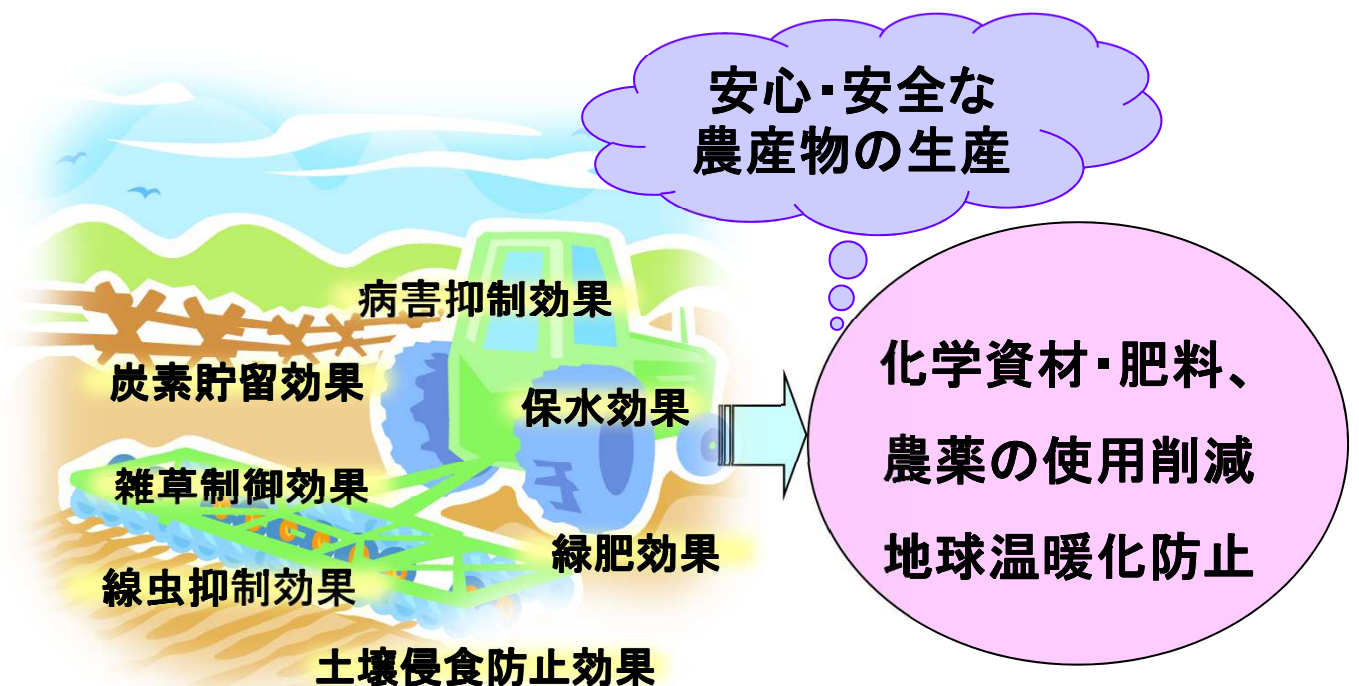 安心・安全な
農産物の生産
病害抑制効果
炭素貯留効果
保水効果
雑草制御効果
緑肥効果
線虫抑制効果
土壌侵食防止効果
化学資材・肥料、
農薬の使用削減
地球温暖化防止